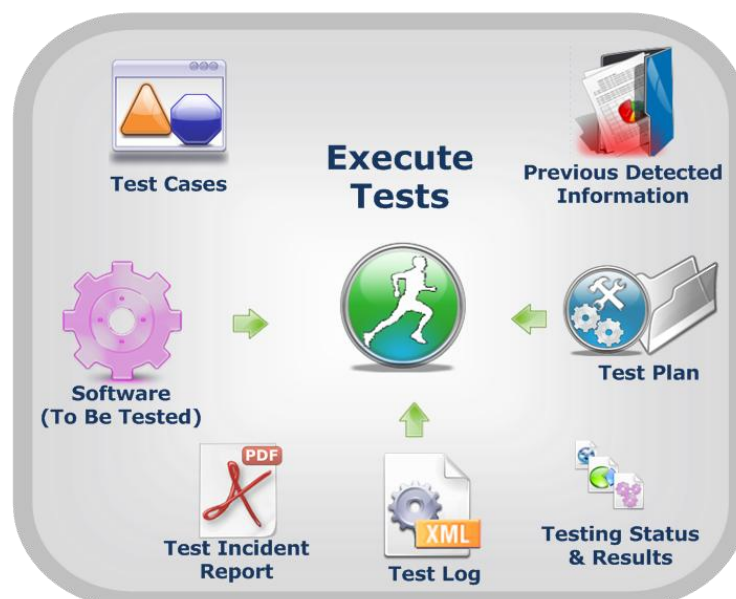 Execute
Tests
Test Cases
Previous Detected
Information
Software
(To Be Tested)
Test Plan
PDF
Test Incident
Report
XML
Test Log
Testing Status
& Results